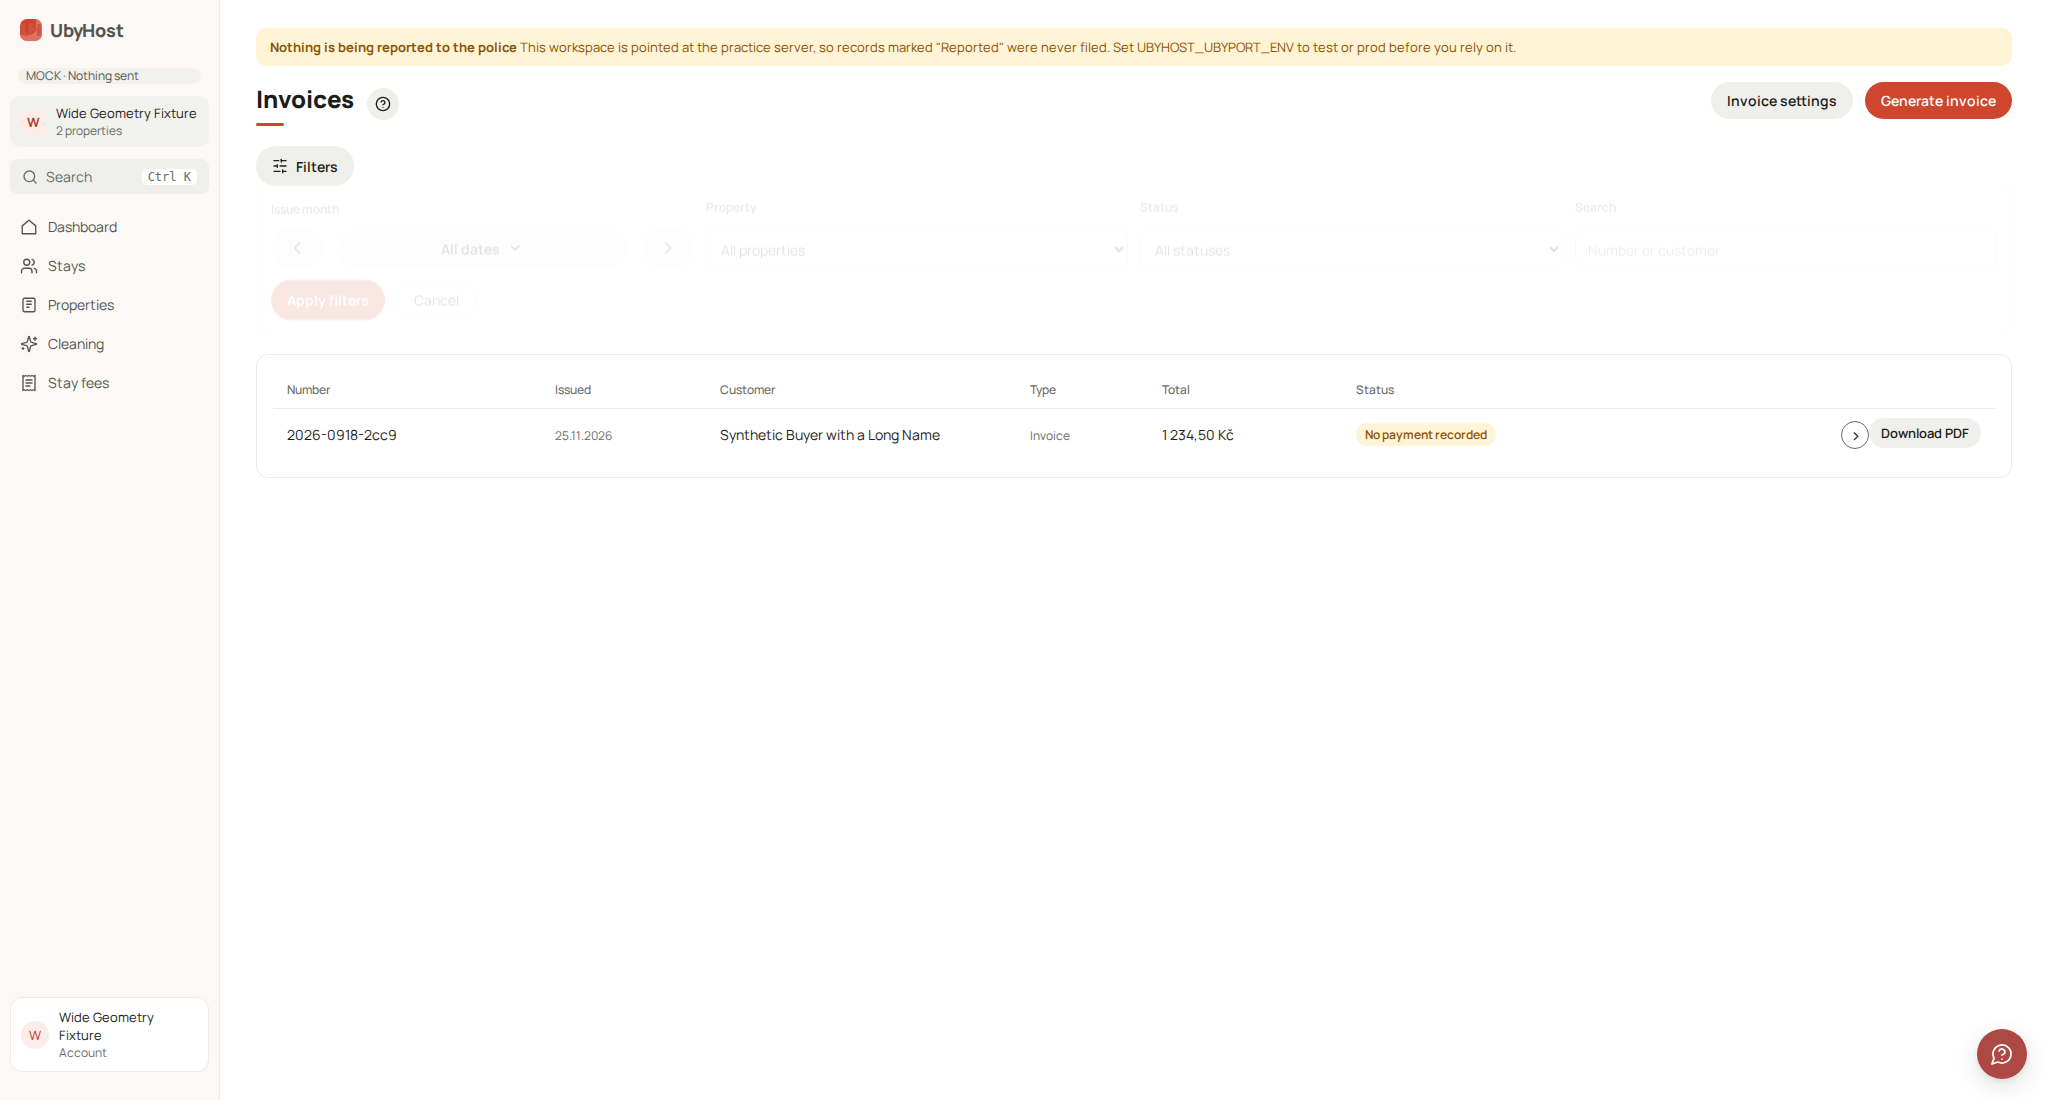 UbyHost
MOCK · Nothing sent
W
Wide Geometry Fixture
2 properties
Search
Ctrl K
Dashboard
Stays
Properties
Cleaning
Stay fees
W
Wide Geometry
Fixture
Account
Nothing is being reported to the police This workspace is pointed at the practice server, so records marked "Reported" were never filed. Set UBYHOST_UBYPORT_ENV to test or prod before you rely on it.
Invoices
Invoice settings
Generate invoice
Filters
Issue month
Property
Status
Search
All dates
All properties
All statuses
Number or customer
Apply filters
Cancel
Number Issued Customer Type Total Status
2026-0918-2cc9 25.11.2026 Synthetic Buyer with a Long Name Invoice 1 234,50 Kč No payment recorded Download PDF